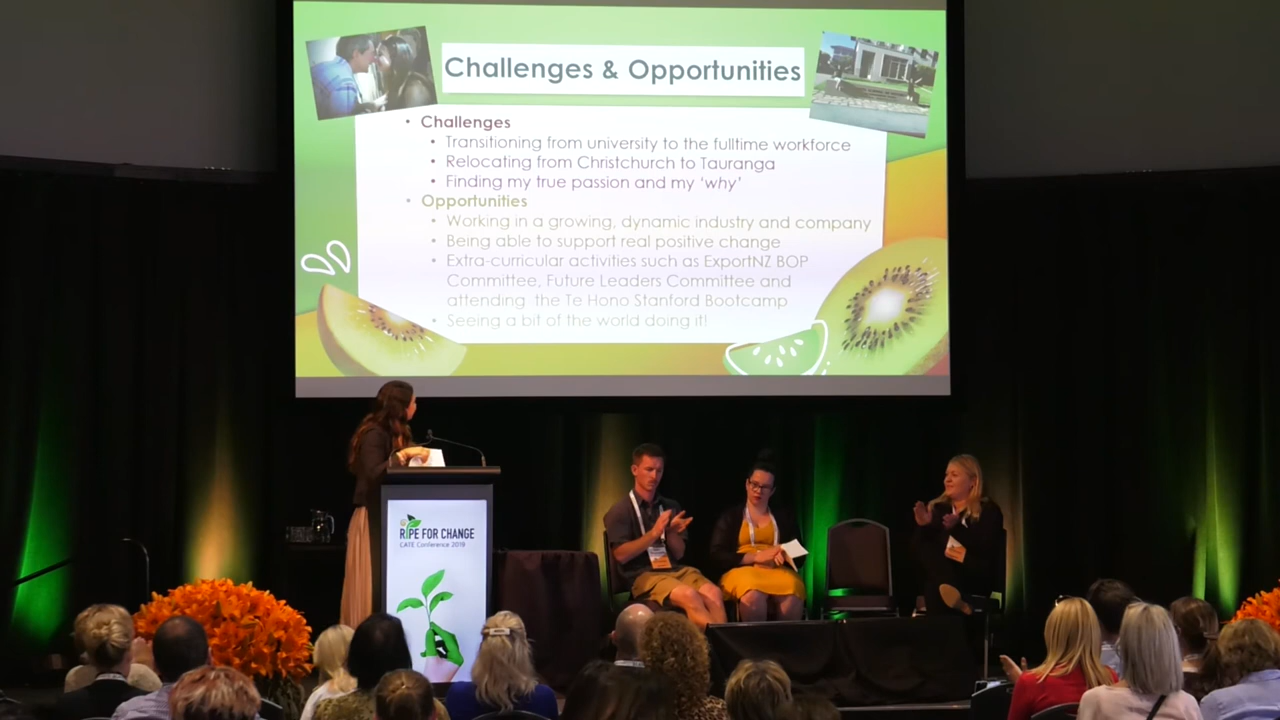 Challenges & Opportunities
• Challenges
• Transitioning from university to the fulltime workforce
• Relocating from Christchurch to Tauranga
• Finding my true passion and my ‘why’
• Opportunities
• Working in a growing, dynamic industry and company
• Being able to support real positive change
• Extra-curricular activities such as ExportNZ BOP
Committee, Future Leaders Committee and
attending the Te Hono Stanford Bootcamp
• Seeing a bit of the world doing it!
RIPE FOR CHANGE
CATE Conference 2019